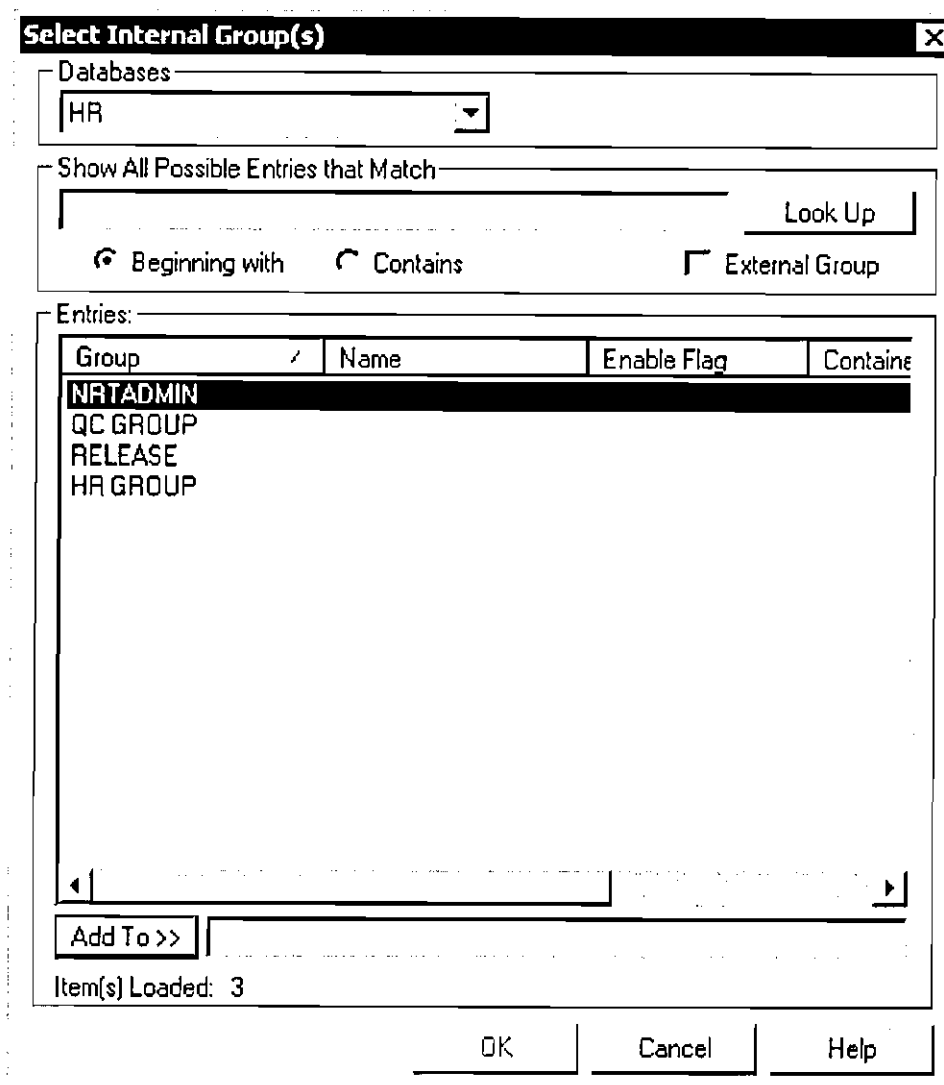 Select Internal Group(s)
Databases
HR
Show All Possible Entries that Match
Look Up
Beginning with Contains External Group
Entries:
Group Name Enable Flag Containe
NRTADMIN
QC GROUP
RELEASE
HR GROUP
Add To >>
Item(s) Loaded: 3
OK Cancel Help